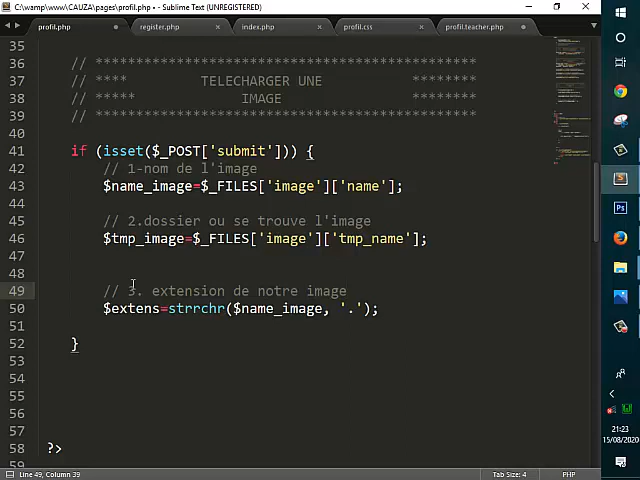 C:\wamp\www\CAUZA\pages\profil.php • - Sublime Text (UNREGISTERED)
profil.php
register.php
index.php
profil.css
profil.teacher.php
35
36 // ***********************************************
37 // **** TELECHARGER UNE ********
38 // ***** IMAGE ********
39 // ***********************************************
40
41 if (isset($_POST['submit'])) {
42 // 1-nom de l'image
43 $name_image=$_FILES['image']['name'];
44
45 // 2.dossier ou se trouve l'image
46 $tmp_image=$_FILES['image']['tmp_name'];
47
48
49 // 3. extension de notre image
50 $extens=strrchr($name_image, '.');
51
52 }
53
54
55
56
57
58 ?>
59
Line 49, Column 39
Tab Size: 4
PHP
21:23
15/08/2020